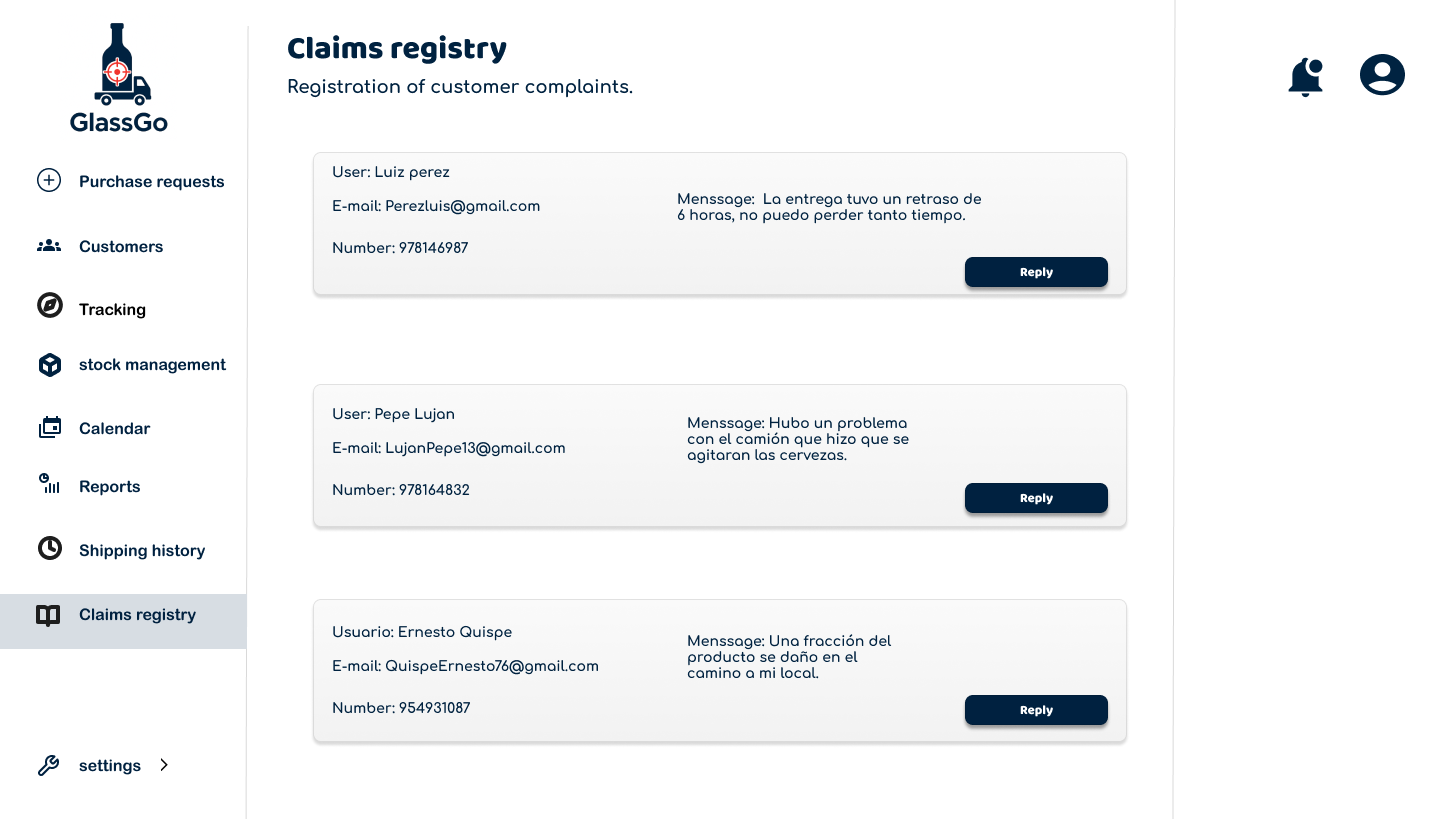 GlassGo
Purchase requests
Customers
Tracking
stock management
Calendar
Reports
Shipping history
Claims registry
settings
Claims registry
Registration of customer complaints.
User: Luiz perez
E-mail: Perezluis@gmail.com
Number: 978146987
Menssage:  La entrega tuvo un retraso de
6 horas, no puedo perder tanto tiempo.
Reply
User: Pepe Lujan
E-mail: LujanPepe13@gmail.com
Number: 978164832
Menssage: Hubo un problema
con el camión que hizo que se
agitaran las cervezas.
Reply
Usuario: Ernesto Quispe
E-mail: QuispeErnesto76@gmail.com
Number: 954931087
Menssage: Una fracción del
producto se daño en el
camino a mi local.
Reply